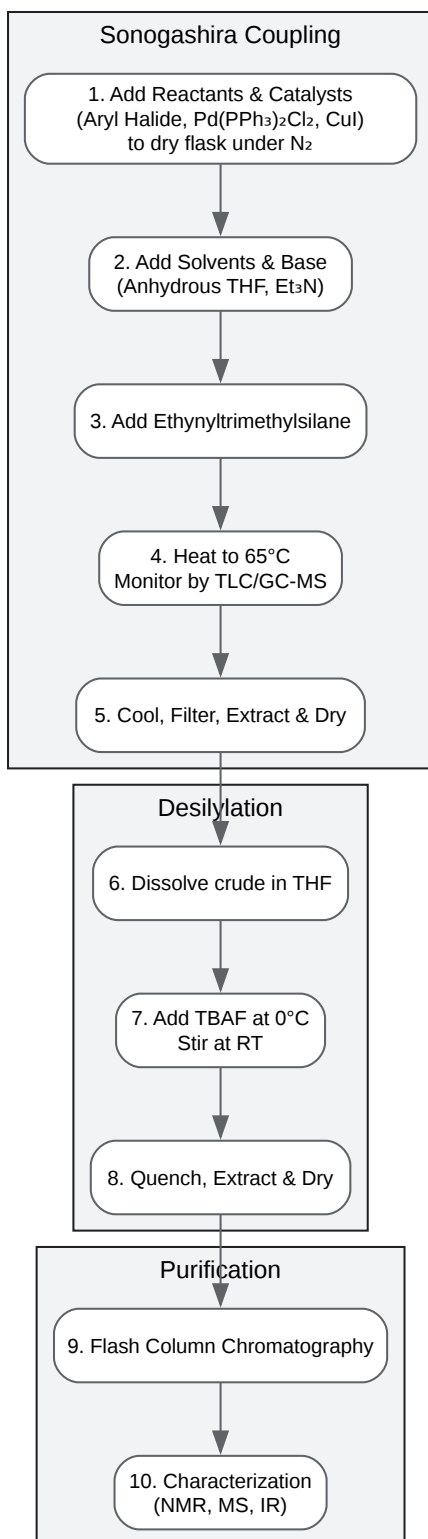 Sonogashira Coupling
1. Add Reactants & Catalysts
(Aryl Halide, Pd(PPh₃)₂Cl₂, CuI)
to dry flask under N₂
2. Add Solvents & Base
(Anhydrous THF, Et₃N)
3. Add Ethynyltrimethylsilane
4. Heat to 65°C
Monitor by TLC/GC-MS
5. Cool, Filter, Extract & Dry
Desilylation
6. Dissolve crude in THF
7. Add TBAF at 0°C
Stir at RT
8. Quench, Extract & Dry
Purification
9. Flash Column Chromatography
10. Characterization
(NMR, MS, IR)